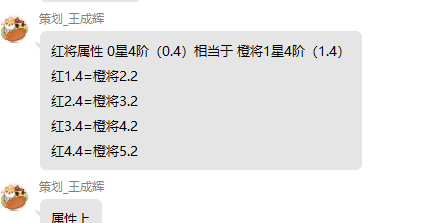 策划_王成辉
红将属性 0星4阶（0.4）相当于 橙将1星4阶（1.4）
红1.4=橙将2.2
红2.4=橙将3.2
红3.4=橙将4.2
红4.4=橙将5.2
策划_王成辉
属性上